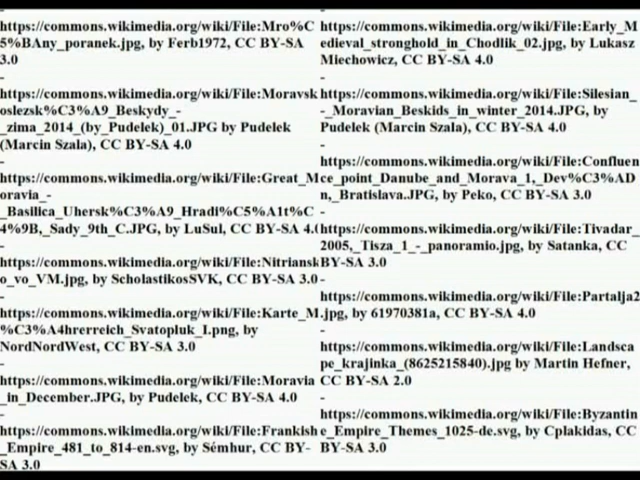 -
https://commons.wikimedia.org/wiki/File:Mro%C
5%BAny_poranek.jpg, by Ferb1972, CC BY-SA
3.0
-
https://commons.wikimedia.org/wiki/File:Moravsk
oslezsk%C3%A9_Beskydy_-
_zima_2014_(by_Pudelek)_01.JPG by Pudelek
(Marcin Szala), CC BY-SA 4.0
-
https://commons.wikimedia.org/wiki/File:Great_M
oravia_-
_Basilica_Uhersk%C3%A9_Hradi%C5%A1t%C
4%9B,_Sady_9th_C.JPG, by LuSul, CC BY-SA 4.(
-
https://commons.wikimedia.org/wiki/File:Nitriansk
o_vo_VM.jpg, by ScholastikosSVK, CC BY-SA 3.0
-
https://commons.wikimedia.org/wiki/File:Karte_M
%C3%A4hrerreich_Svatopluk_I.png, by
NordNordWest, CC BY-SA 3.0
-
https://commons.wikimedia.org/wiki/File:Moravia
_in_December.JPG, by Pudelek, CC BY-SA 4.0
-
https://commons.wikimedia.org/wiki/File:Frankish
_Empire_481_to_814-en.svg, by Sémhur, CC BY-
SA 3.0
-
https://commons.wikimedia.org/wiki/File:Early_M
edieval_stronghold_in_Chodlik_02.jpg, by Lukasz
Miechowicz, CC BY-SA 4.0
-
https://commons.wikimedia.org/wiki/File:Silesian_
-_Moravian_Beskids_in_winter_2014.JPG, by
Pudelek (Marcin Szala), CC BY-SA 4.0
-
https://commons.wikimedia.org/wiki/File:Confluen
ce_point_Danube_and_Morava_1,_Dev%C3%AD
n,_Bratislava.JPG, by Peko, CC BY-SA 3.0
-
https://commons.wikimedia.org/wiki/File:Tivadar_
2005,_Tisza_1_-_panoramio.jpg, by Satanka, CC
BY-SA 3.0
-
https://commons.wikimedia.org/wiki/File:Partalja2
.jpg, by 61970381a, CC BY-SA 4.0
-
https://commons.wikimedia.org/wiki/File:Landsca
pe_krajinka_(8625215840).jpg by Martin Hefner,
CC BY-SA 2.0
-
https://commons.wikimedia.org/wiki/File:Byzantin
e_Empire_Themes_1025-de.svg, by Cplakidas, CC
BY-SA 3.0